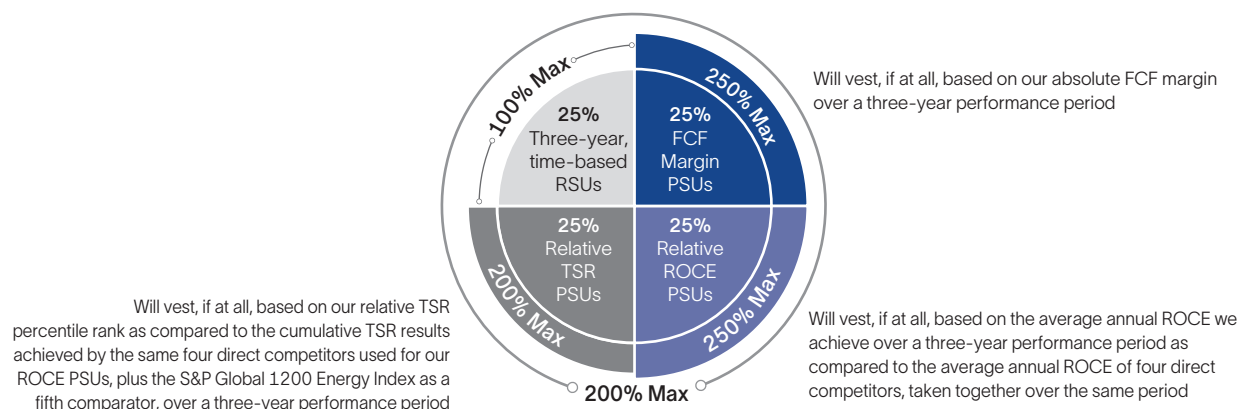 100% Max
250% Max
25%
Three-year,
time-based
RSUs
25%
FCF
Margin
PSUs
Will vest, if at all, based on our absolute FCF margin
over a three-year performance period
25%
Relative
TSR
PSUs
200% Max
25%
Relative
ROCE
PSUs
250% Max
Will vest, if at all, based on our relative TSR
percentile rank as compared to the cumulative TSR results
achieved by the same four direct competitors used for our
ROCE PSUs, plus the S&P Global 1200 Energy Index as a
fifth comparator, over a three-year performance period
Will vest, if at all, based on the average annual ROCE we
achieve over a three-year performance period as
compared to the average annual ROCE of four direct
competitors, taken together over the same period
200% Max